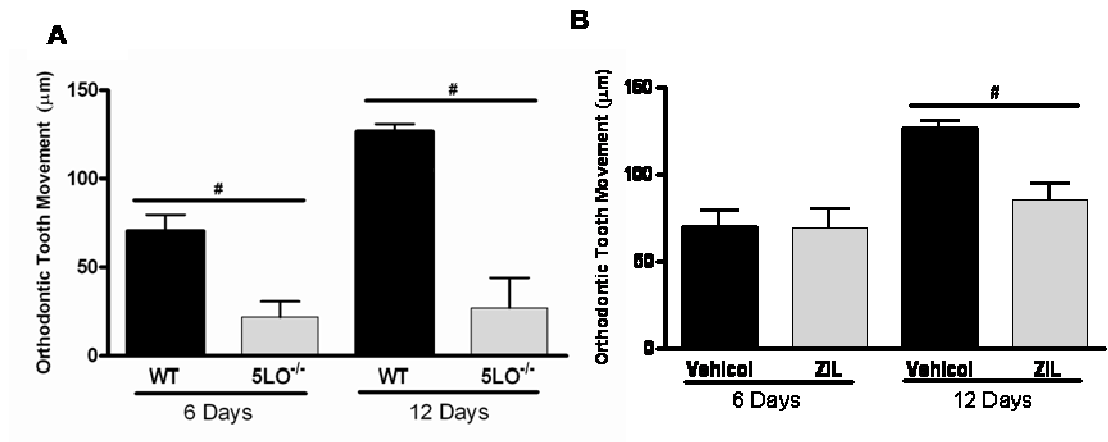 A
Orthodontic Tooth Movement (μm)
150
100
50
0
#
#
WT 5LO-/- WT 5LO-/-
6 Days 12 Days
B
Orthodontic Tooth Movement (μm)
150
100
50
0
#
Vehicol ZIL Vehicol ZIL
6 Days 12 Days